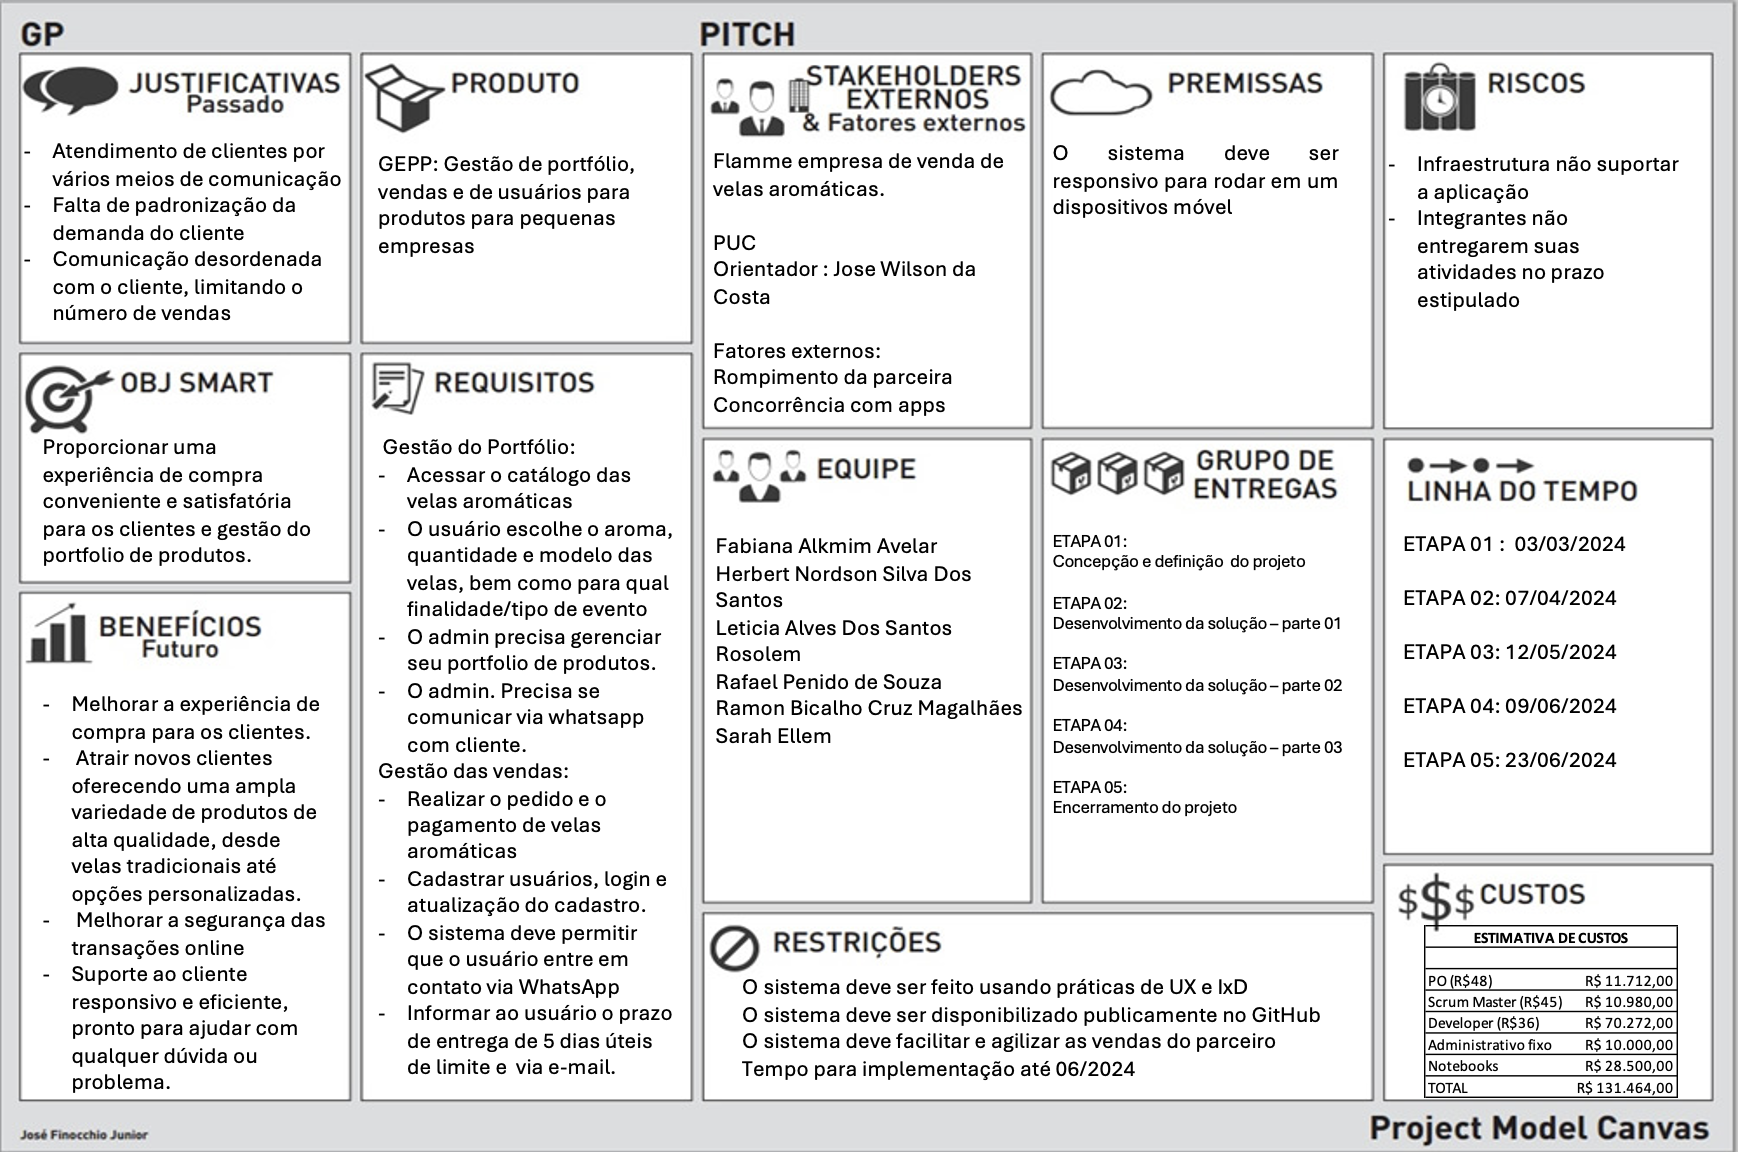 GP
PITCH
JUSTIFICATIVAS
Passado
- Atendimento de clientes por
vários meios de comunicação
- Falta de padronização da
demanda do cliente
- Comunicação desordenada
com o cliente, limitando o
número de vendas
PRODUTO
GEPP: Gestão de portfólio,
vendas e de usuários para
produtos para pequenas
empresas
STAKEHOLDERS
EXTERNOS
& Fatores externos
Flamme empresa de venda de
velas aromáticas.
PUC
Orientador : Jose Wilson da
Costa
Fatores externos:
Rompimento da parceira
Concorrência com apps
PREMISSAS
O sistema deve ser
responsivo para rodar em um
dispositivos móvel
RISCOS
- Infraestrutura não suportar
a aplicação
- Integrantes não
entregarem suas
atividades no prazo
estipulado
OBJ SMART
Proporcionar uma
experiência de compra
conveniente e satisfatória
para os clientes e gestão do
portfolio de produtos.
REQUISITOS
Gestão do Portfólio:
- Acessar o catálogo das
velas aromáticas
- O usuário escolhe o aroma,
quantidade e modelo das
velas, bem como para qual
finalidade/tipo de evento
- O admin precisa gerenciar
seu portfolio de produtos.
- O admin. Precisa se
comunicar via whatsapp
com cliente.
Gestão das vendas:
- Realizar o pedido e o
pagamento de velas
aromáticas
- Cadastrar usuários, login e
atualização do cadastro.
- O sistema deve permitir
que o usuário entre em
contato via WhatsApp
- Informar ao usuário o prazo
de entrega de 5 dias úteis
de limite e via e-mail.
BENEFÍCIOS
Futuro
- Melhorar a experiência de
compra para os clientes.
- Atrair novos clientes
oferecendo uma ampla
variedade de produtos de
alta qualidade, desde
velas tradicionais até
opções personalizadas.
- Melhorar a segurança das
transações online
- Suporte ao cliente
responsivo e eficiente,
pronto para ajudar com
qualquer dúvida ou
problema.
EQUIPE
Fabiana Alkmim Avelar
Herbert Nordson Silva Dos
Santos
Leticia Alves Dos Santos
Rosolem
Rafael Penido de Souza
Ramon Bicalho Cruz Magalhães
Sarah Ellem
GRUPO DE
ENTREGAS
ETAPA 01:
Concepção e definição do projeto
ETAPA 02:
Desenvolvimento da solução – parte 01
ETAPA 03:
Desenvolvimento da solução – parte 02
ETAPA 04:
Desenvolvimento da solução – parte 03
ETAPA 05:
Encerramento do projeto
LINHA DO TEMPO
ETAPA 01 : 03/03/2024
ETAPA 02: 07/04/2024
ETAPA 03: 12/05/2024
ETAPA 04: 09/06/2024
ETAPA 05: 23/06/2024
RESTRIÇÕES
O sistema deve ser feito usando práticas de UX e IxD
O sistema deve ser disponibilizado publicamente no GitHub
O sistema deve facilitar e agilizar as vendas do parceiro
Tempo para implementação até 06/2024
$$$ CUSTOS
ESTIMATIVA DE CUSTOS
PO (R$48) R$ 11.712,00
Scrum Master (R$45) R$ 10.980,00
Developer (R$36) R$ 70.272,00
Administrativo fixo R$ 10.000,00
Notebooks R$ 28.500,00
TOTAL R$ 131.464,00
José Finocchio Junior
Project Model Canvas